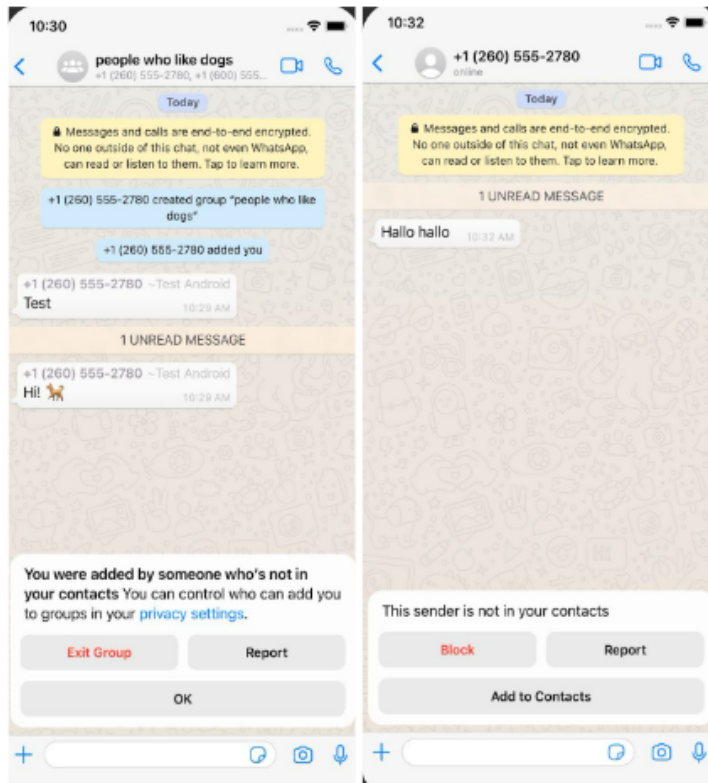 10:30
people who like dogs
+1 (260) 555-2780, +1 (600) 555...
Today
Messages and calls are end-to-end encrypted.
No one outside of this chat, not even WhatsApp,
can read or listen to them. Tap to learn more.
+1 (260) 555-2780 created group "people who like
dogs"
+1 (260) 555-2780 added you
+1 (260) 555-2780 ~Test Android
Test
10:29 AM
1 UNREAD MESSAGE
+1 (260) 555-2780 ~Test Android
Hi! 🐕
10:29 AM
You were added by someone who's not in
your contacts You can control who can add you
to groups in your privacy settings.
Exit Group
Report
OK
10:32
+1 (260) 555-2780
online
Today
Messages and calls are end-to-end encrypted.
No one outside of this chat, not even WhatsApp,
can read or listen to them. Tap to learn more.
1 UNREAD MESSAGE
Hallo hallo
10:32 AM
This sender is not in your contacts
Block
Report
Add to Contacts